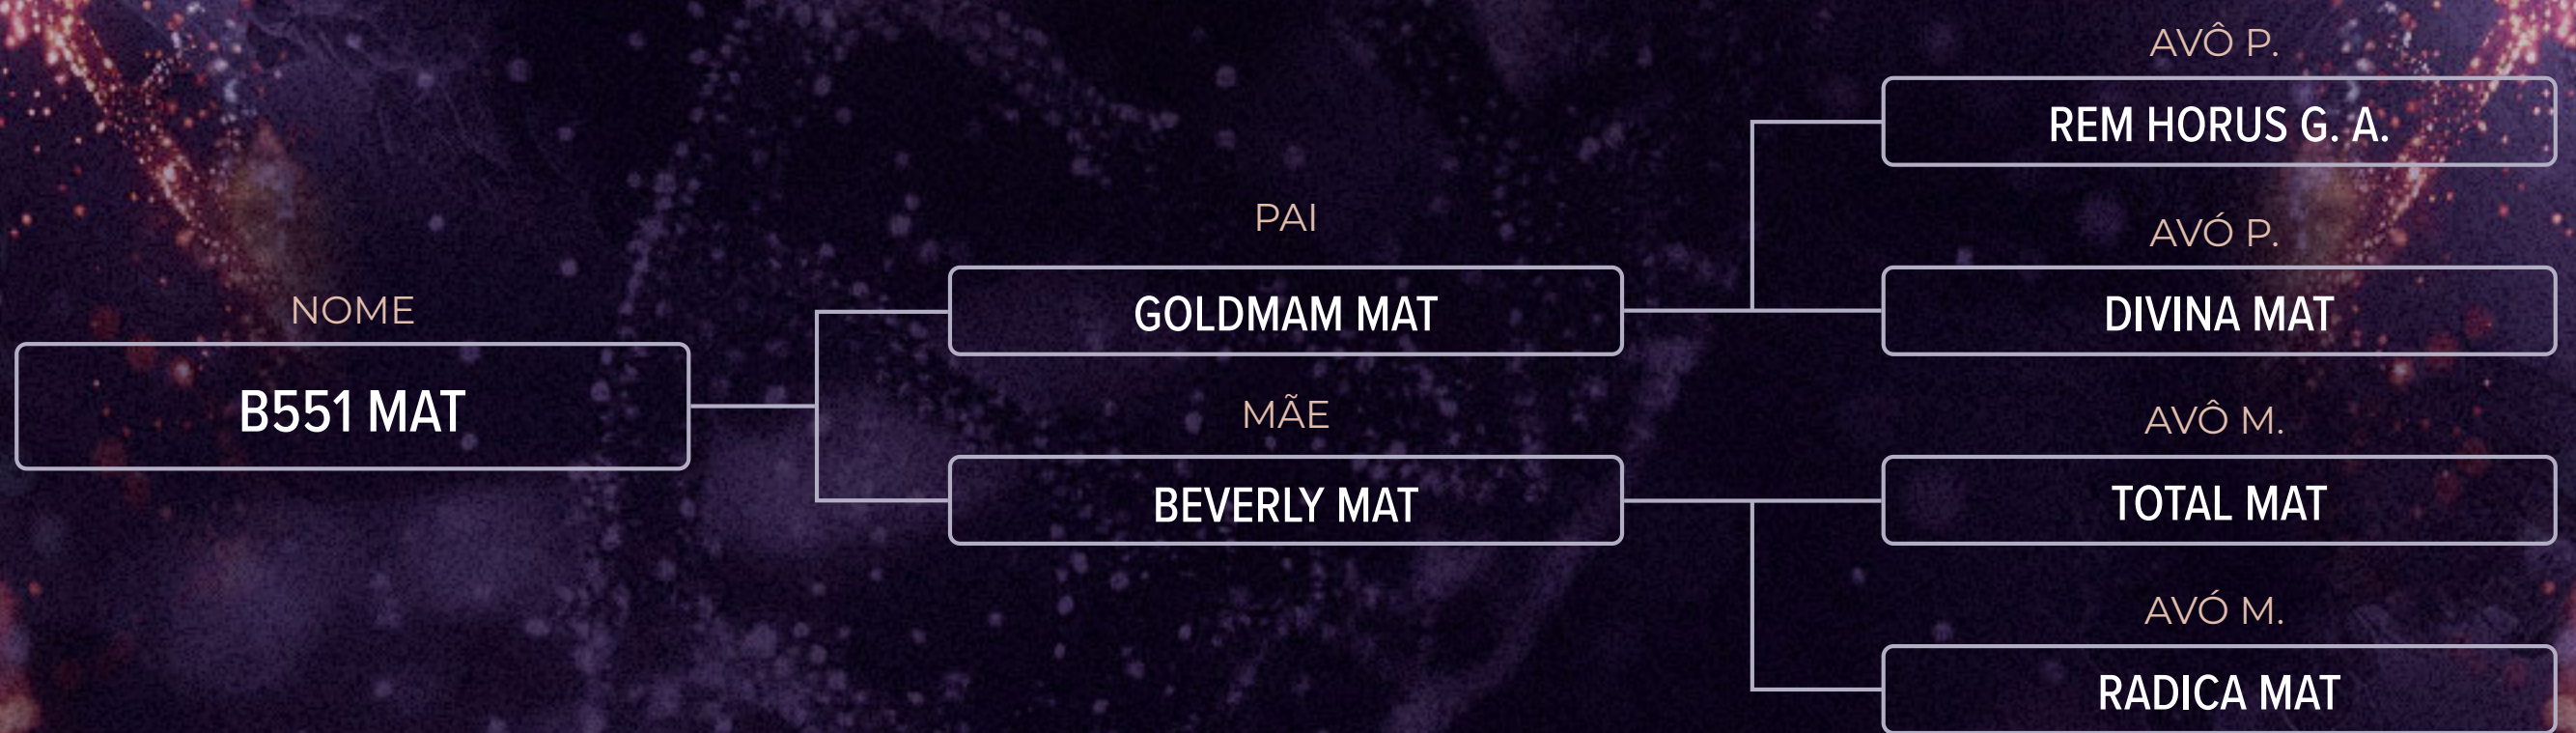 NOME
B551 MAT
PAI
GOLDMAM MAT
MÃE
BEVERLY MAT
AVÔ P.
REM HORUS G. A.
AVÓ P.
DIVINA MAT
AVÔ M.
TOTAL MAT
AVÓ M.
RADICA MAT